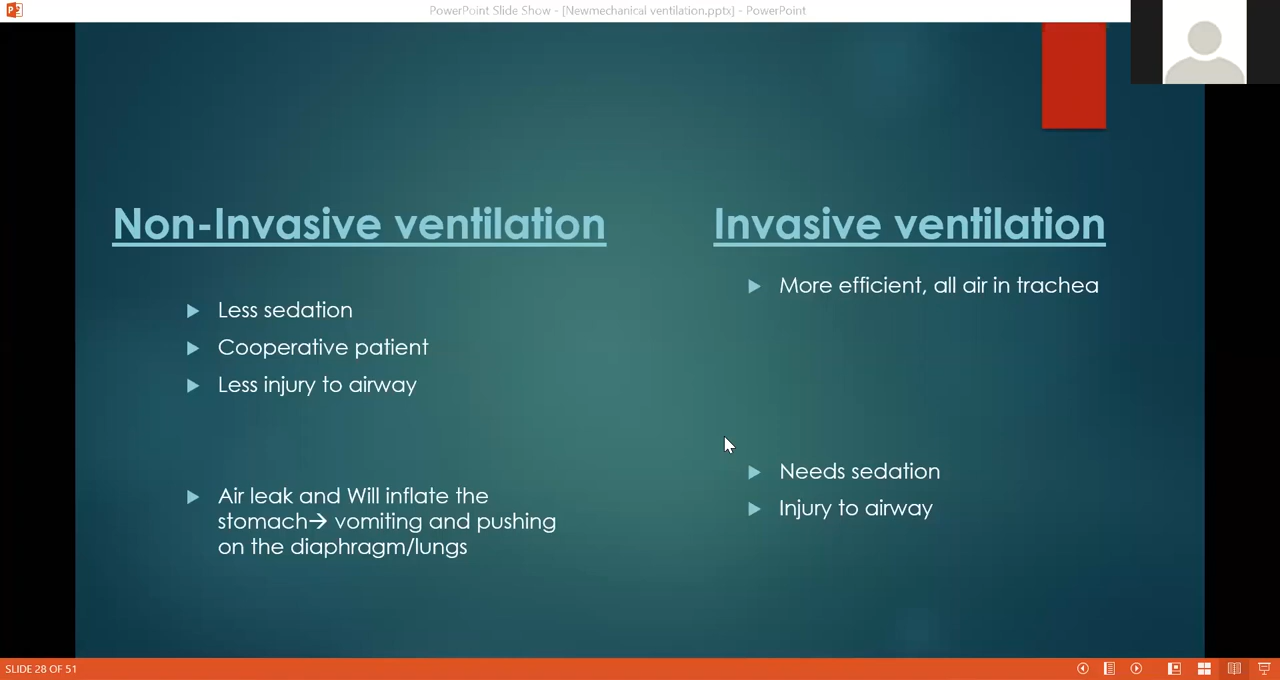 PowerPoint Slide Show - [Newmechanical ventilation.pptx] - PowerPoint
Non-Invasive ventilation
Less sedation
Cooperative patient
Less injury to airway
Air leak and Will inflate the
stomach→ vomiting and pushing
on the diaphragm/lungs
Invasive ventilation
More efficient, all air in trachea
Needs sedation
Injury to airway
SLIDE 28 OF 51